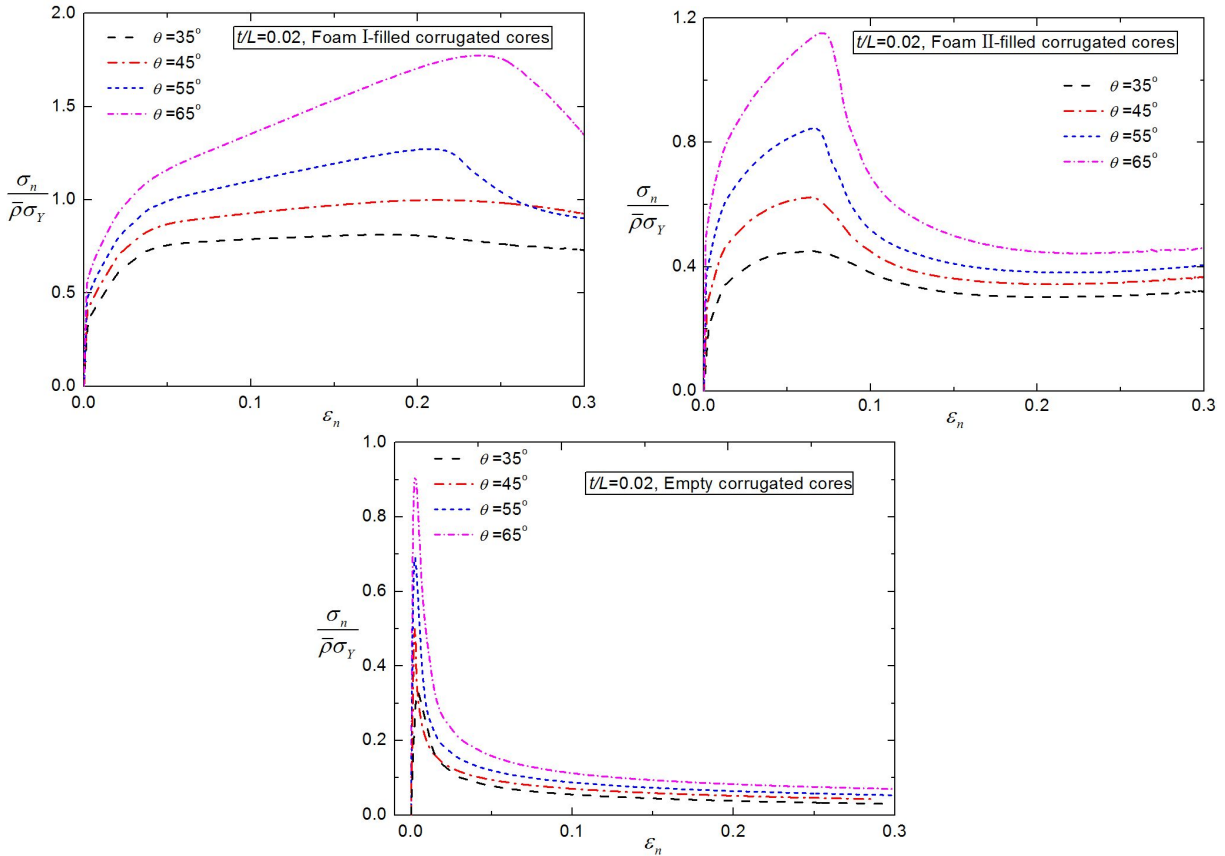 t/L=0.02, Foam I-filled corrugated cores
θ=35°
θ=45°
θ=55°
θ=65°
2.0
1.5
1.0
0.5
0.0
σn
ρ̅σY
0.0 0.1 0.2 0.3
εn
t/L=0.02, Foam II-filled corrugated cores
θ=35°
θ=45°
θ=55°
θ=65°
1.2
0.8
0.4
0.0
σn
ρ̅σY
0.0 0.1 0.2 0.3
εn
t/L=0.02, Empty corrugated cores
θ=35°
θ=45°
θ=55°
θ=65°
1.0
0.8
0.6
0.4
0.2
0.0
σn
ρ̅σY
0.0 0.1 0.2 0.3
εn